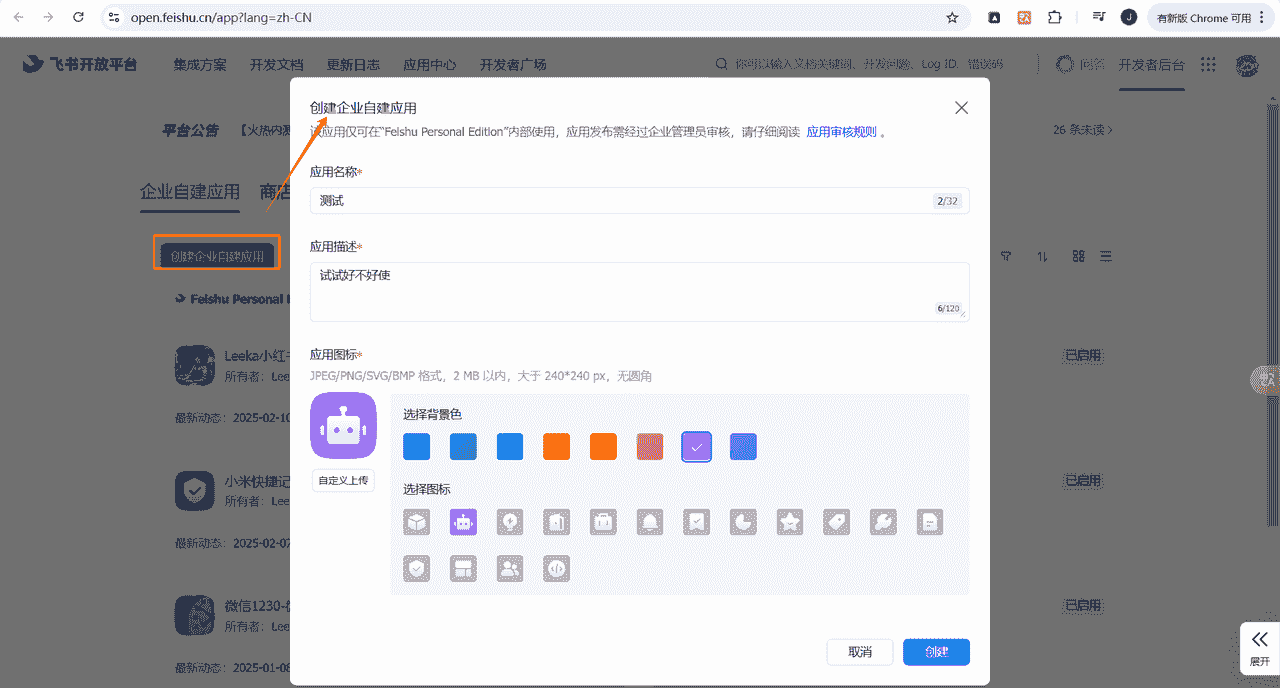 open.feishu.cn/app?lang=zh-CN
有新版 Chrome 可用
飞书开放平台 集成方案 开发文档 更新日志 应用中心 开发者广场 你可以输入文档关键词、开发问题、Log ID、错误码 问答 开发者后台
创建企业自建应用
该应用仅可在“Feishu Personal Edition”内部使用，应用发布需经过企业管理员审核，请仔细阅读 应用审核规则 。
平台公告 【火热内测 26 条未读
应用名称*
企业自建应用 商店
测试
2/32
应用描述*
创建企业自建应用
试试好不好使
6/120
Feishu Personal
应用图标*
Leeka小红书 已启用
JPEG/PNG/SVG/BMP 格式，2 MB 以内，大于 240*240 px，无圆角
所有者：Lee
最新动态：2025-02-10
选择背景色
自定义上传
小米快捷记 已启用
选择图标
所有者：Lee
最新动态：2025-02-07
微信1230- 已启用
所有者：Lee
最新动态：2025-01-08
取消
创建
展开